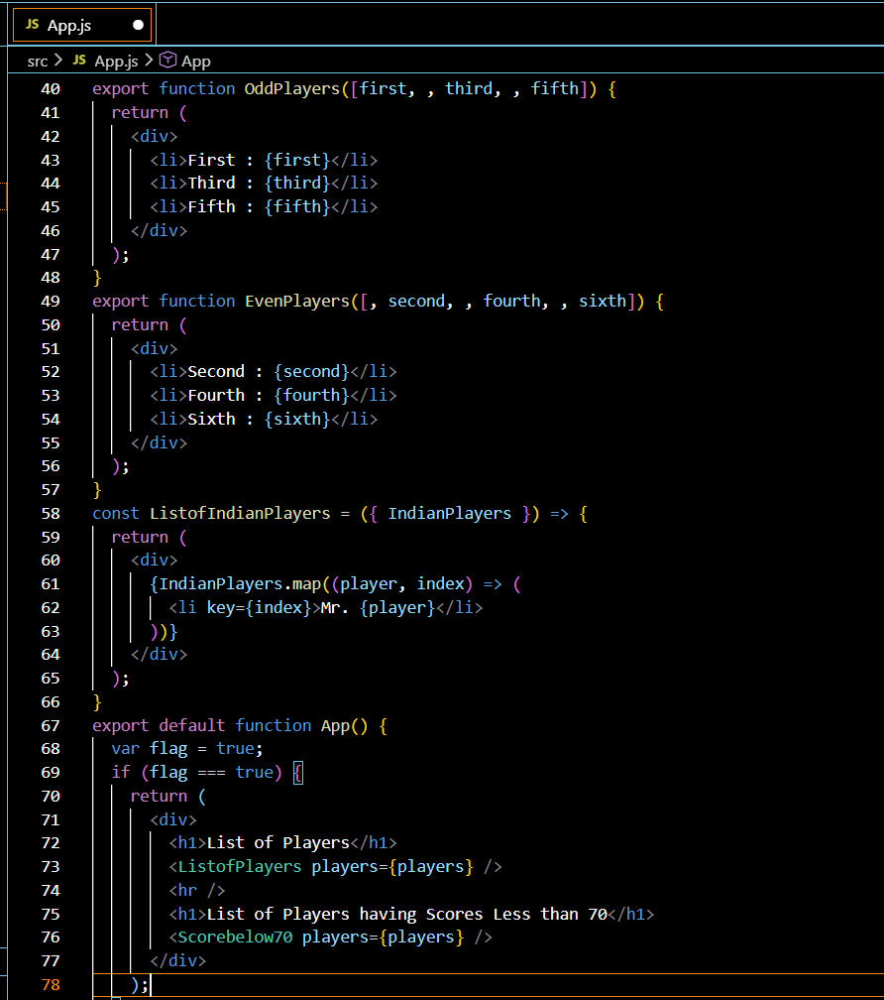 JS App.js
src > JS App.js > App
40 export function OddPlayers([first, , third, , fifth]) {
41 return (
42 <div>
43 <li>First : {first}</li>
44 <li>Third : {third}</li>
45 <li>Fifth : {fifth}</li>
46 </div>
47 );
48 }
49 export function EvenPlayers([, second, , fourth, , sixth]) {
50 return (
51 <div>
52 <li>Second : {second}</li>
53 <li>Fourth : {fourth}</li>
54 <li>Sixth : {sixth}</li>
55 </div>
56 );
57 }
58 const ListofIndianPlayers = ({ IndianPlayers }) => {
59 return (
60 <div>
61 {IndianPlayers.map((player, index) => (
62 <li key={index}>Mr. {player}</li>
63 ))}
64 </div>
65 );
66 }
67 export default function App() {
68 var flag = true;
69 if (flag === true) {
70 return (
71 <div>
72 <h1>List of Players</h1>
73 <ListofPlayers players={players} />
74 <hr />
75 <h1>List of Players having Scores Less than 70</h1>
76 <Scorebelow70 players={players} />
77 </div>
78 );